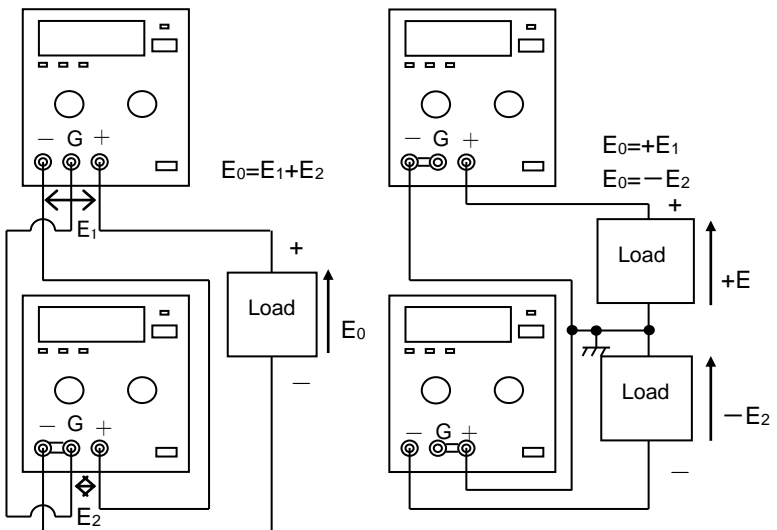 － G ＋
E0=E1+E2
E1
+
Load
E0
－
－ G ＋
E2
－ G ＋
E0=+E1
E0=－E2
+
Load
+E
－ G ＋
Load
－E2
－